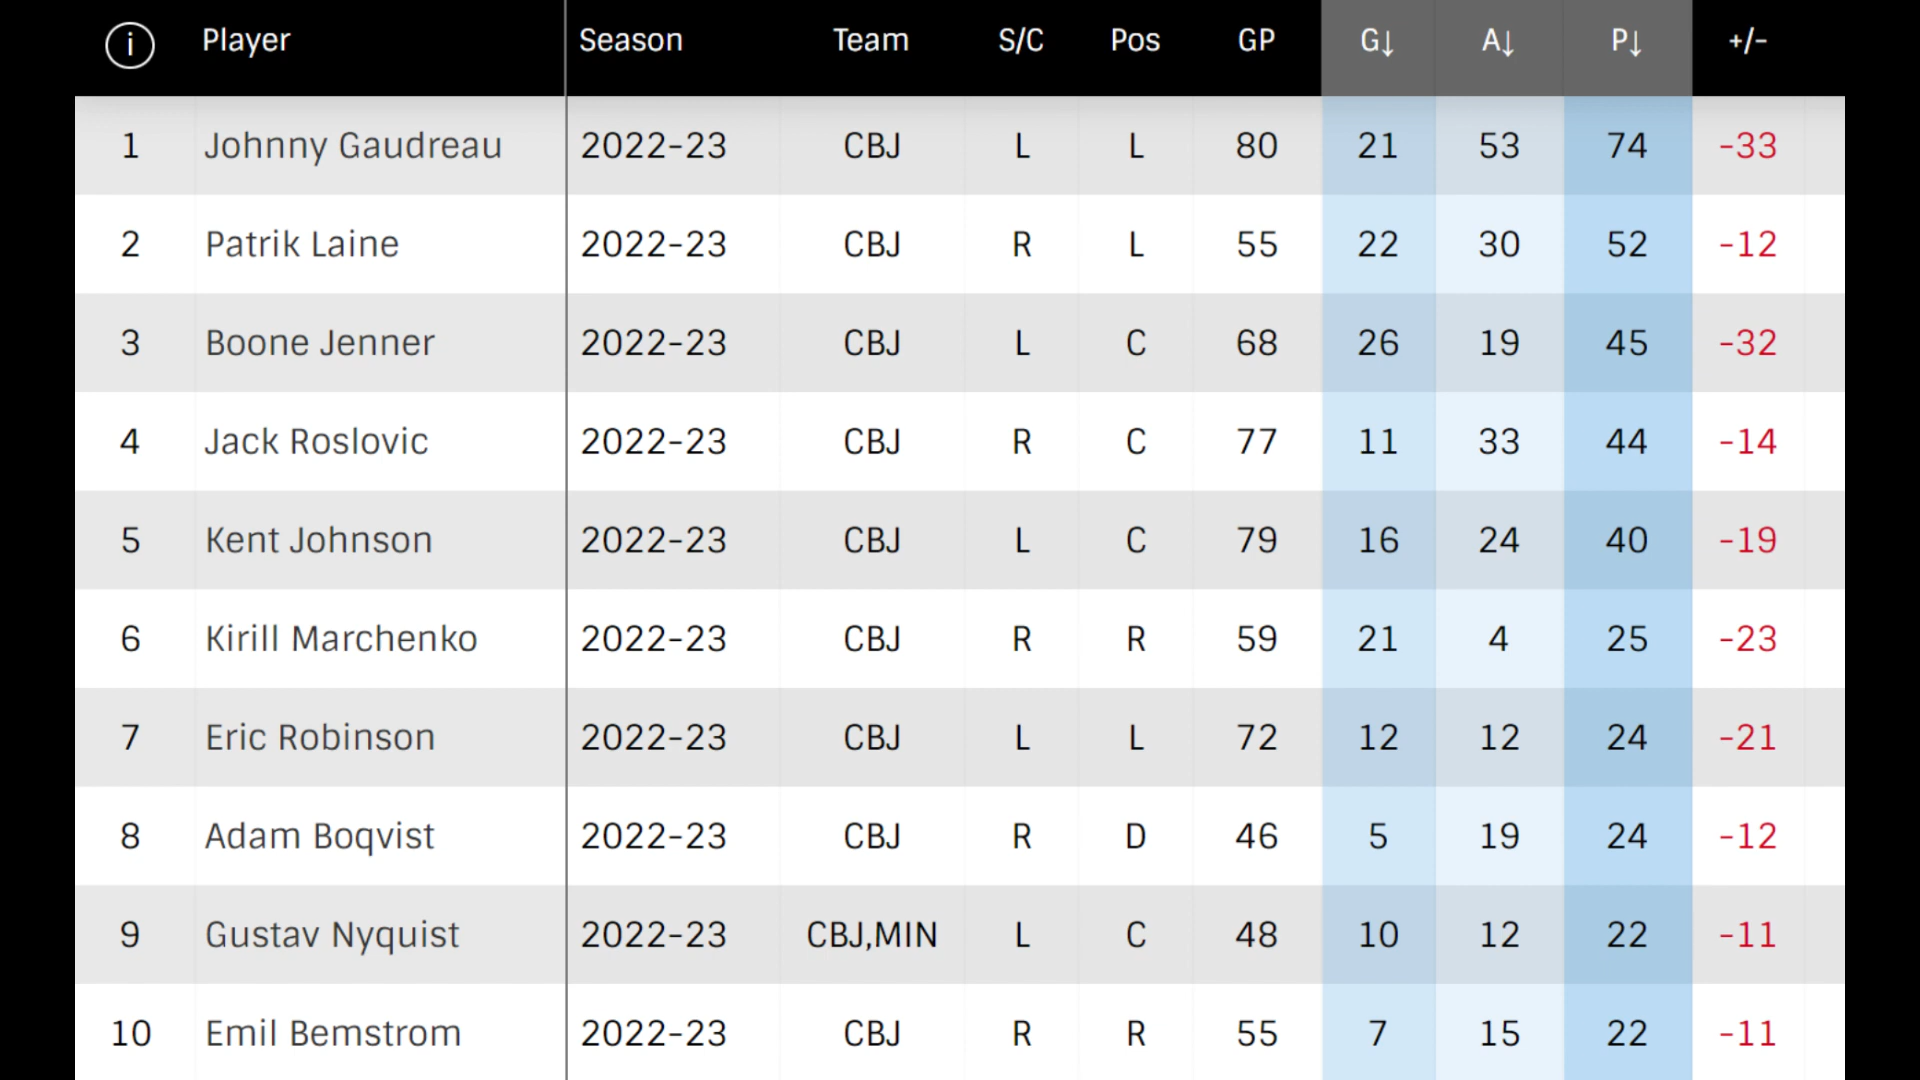 i Player Season Team S/C Pos GP G↓ A↓ P↓ +/-
1 Johnny Gaudreau 2022-23 CBJ L L 80 21 53 74 -33
2 Patrik Laine 2022-23 CBJ R L 55 22 30 52 -12
3 Boone Jenner 2022-23 CBJ L C 68 26 19 45 -32
4 Jack Roslovic 2022-23 CBJ R C 77 11 33 44 -14
5 Kent Johnson 2022-23 CBJ L C 79 16 24 40 -19
6 Kirill Marchenko 2022-23 CBJ R R 59 21 4 25 -23
7 Eric Robinson 2022-23 CBJ L L 72 12 12 24 -21
8 Adam Boqvist 2022-23 CBJ R D 46 5 19 24 -12
9 Gustav Nyquist 2022-23 CBJ,MIN L C 48 10 12 22 -11
10 Emil Bemstrom 2022-23 CBJ R R 55 7 15 22 -11